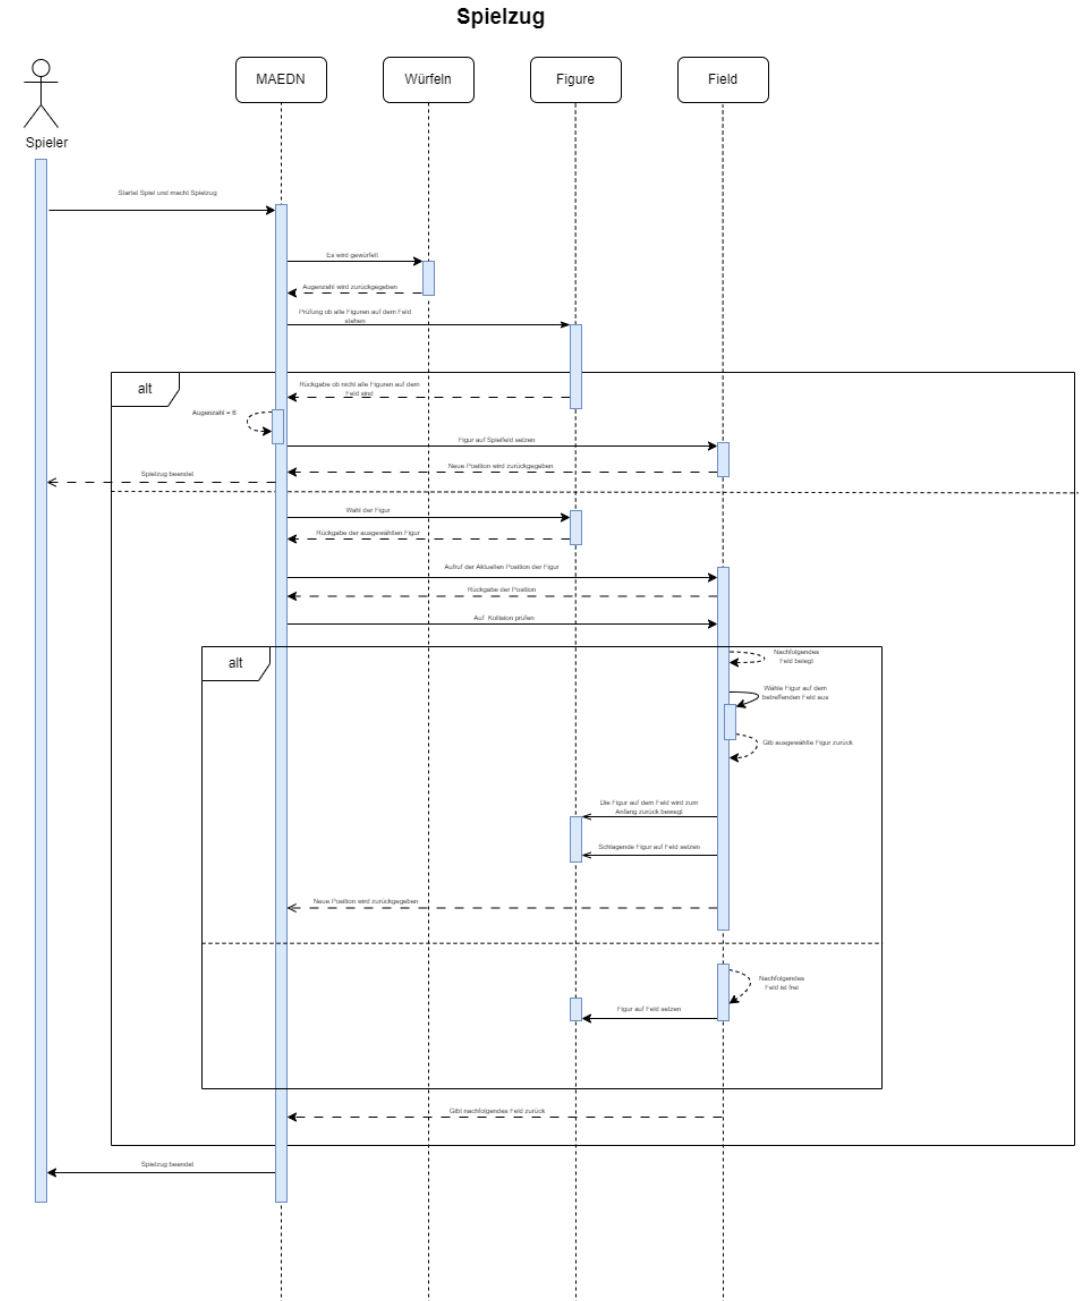 Spielzug
MAEDN
Würfeln
Figure
Field
Spieler
Startet Spiel und macht Spielzug
Es wird gewürfelt
Augenzahl wird zurückgegeben
Prüfung ob alle Figuren auf dem Feld
stehen
alt
Rückgabe ob nicht alle Figuren auf dem
Feld sind
Augenzahl = 6
Figur auf Spielfeld setzen
Neue Position wird zurückgegeben
Spielzug beendet
Wahl der Figur
Rückgabe der ausgewählten Figur
Aufruf der Aktuellen Position der Figur
Rückgabe der Position
Auf Kollision prüfen
alt
Nachfolgendes
Feld belegt
Wähle Figur auf dem
betreffenden Feld aus
Gib ausgewählte Figur zurück
Die Figur auf dem Feld wird zum
Anfang zurück bewegt
Schlagende Figur auf Feld setzen
Neue Position wird zurückgegeben
Nachfolgendes
Feld ist frei
Figur auf Feld setzen
Gibt nachfolgendes Feld zurück
Spielzug beendet